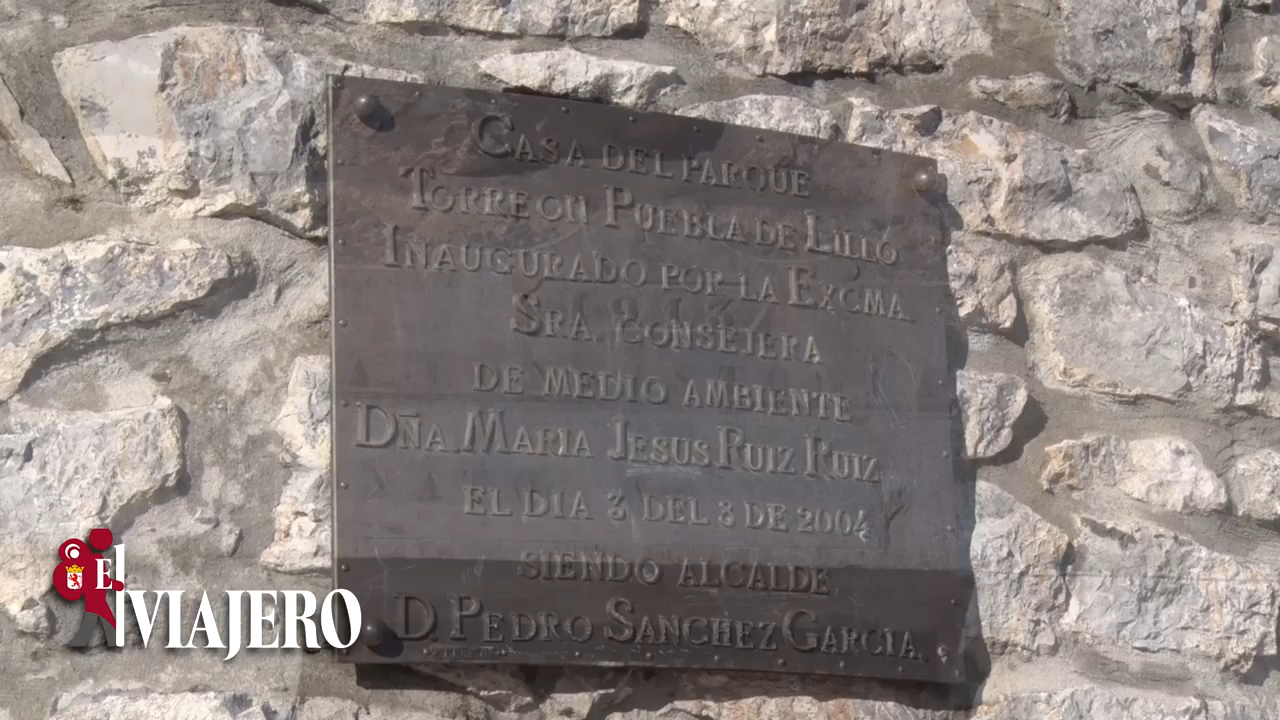 CASA DEL PARQUE
TORREON PUEBLA DE LILLO
INAUGURADO POR LA EXCMA.
SRA. CONSEJERA
DE MEDIO AMBIENTE
DÑA. MARIA JESUS RUIZ RUIZ
EL DIA 3 DEL 8 DE 2004
SIENDO ALCALDE
D. PEDRO SANCHEZ GARCIA.
El VIAJERO